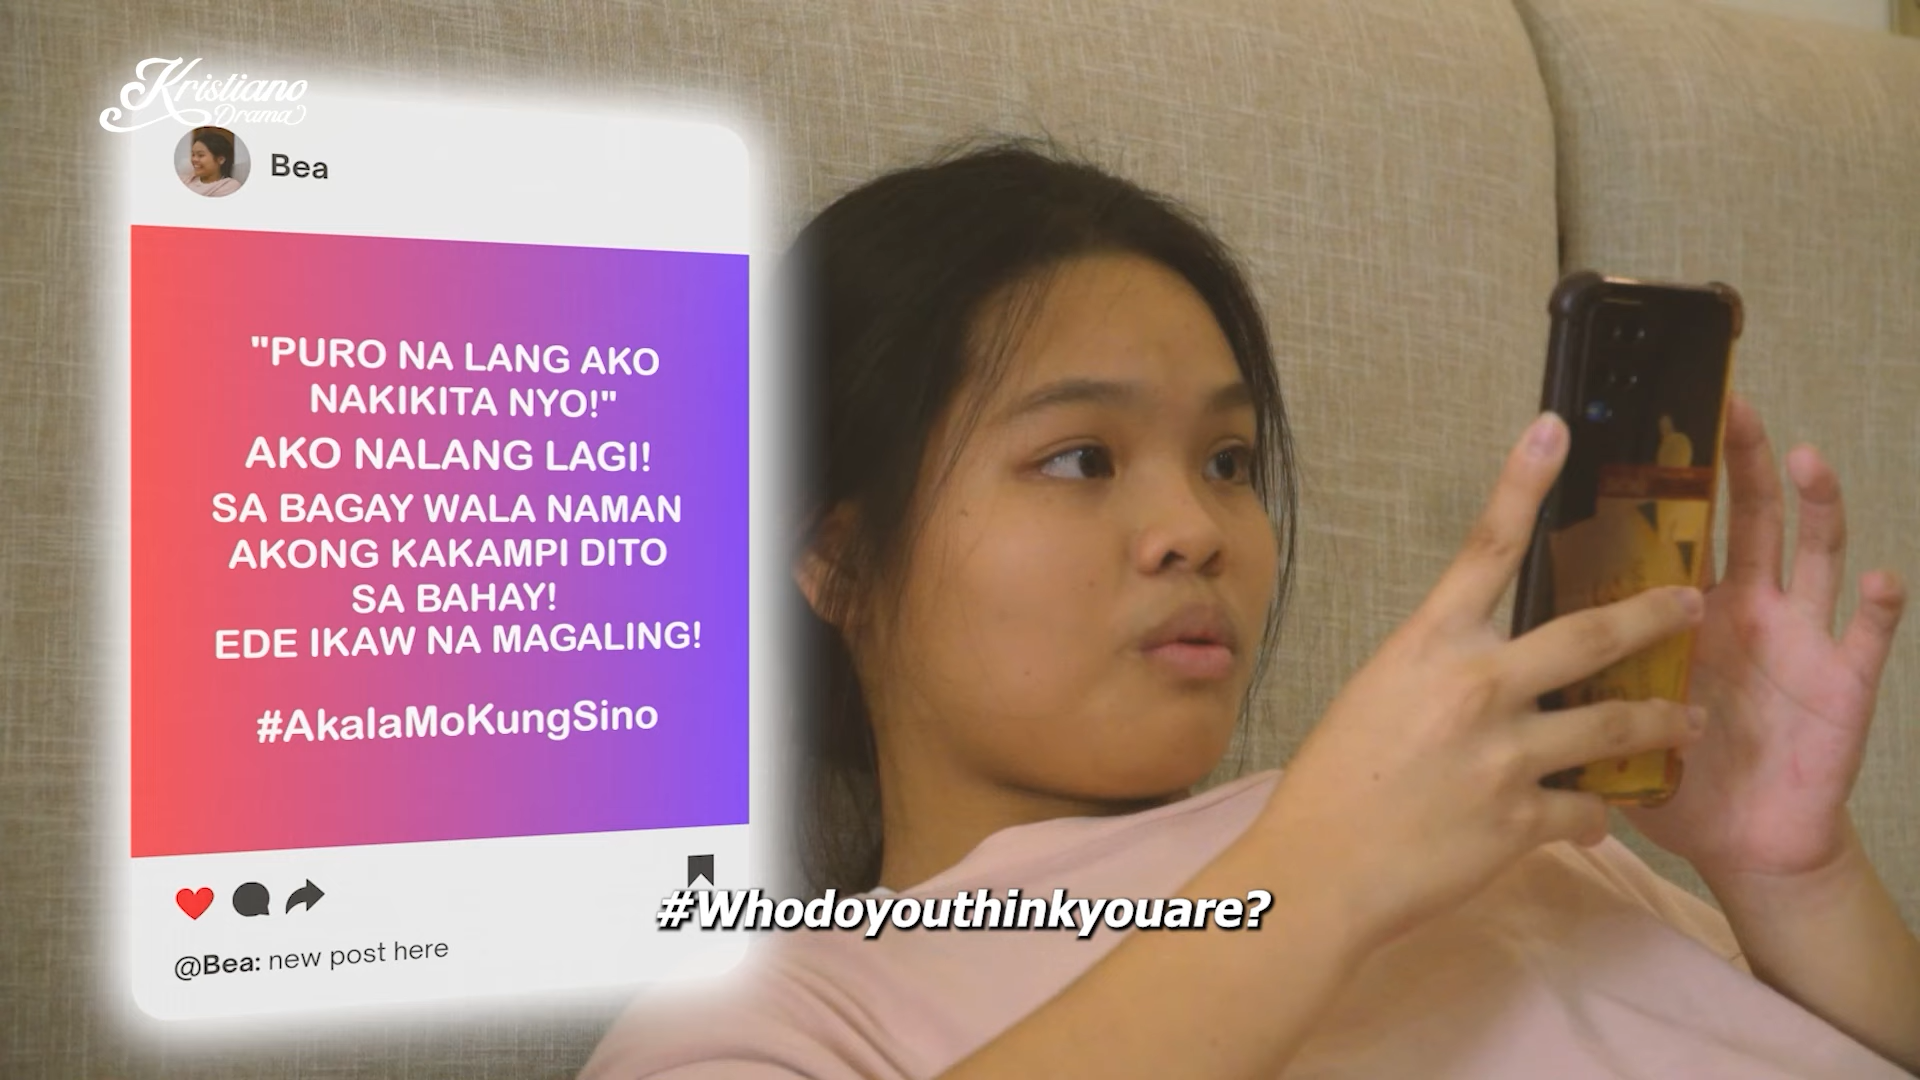 Kristiano
Drama
Bea
"PURO NA LANG AKO
NAKIKITA NYO!"
AKO NALANG LAGI!
SA BAGAY WALA NAMAN
AKONG KAKAMPI DITO
SA BAHAY!
EDE IKAW NA MAGALING!
#AkalaMoKungSino
#Whodoyouthinkyouare?
@Bea: new post here